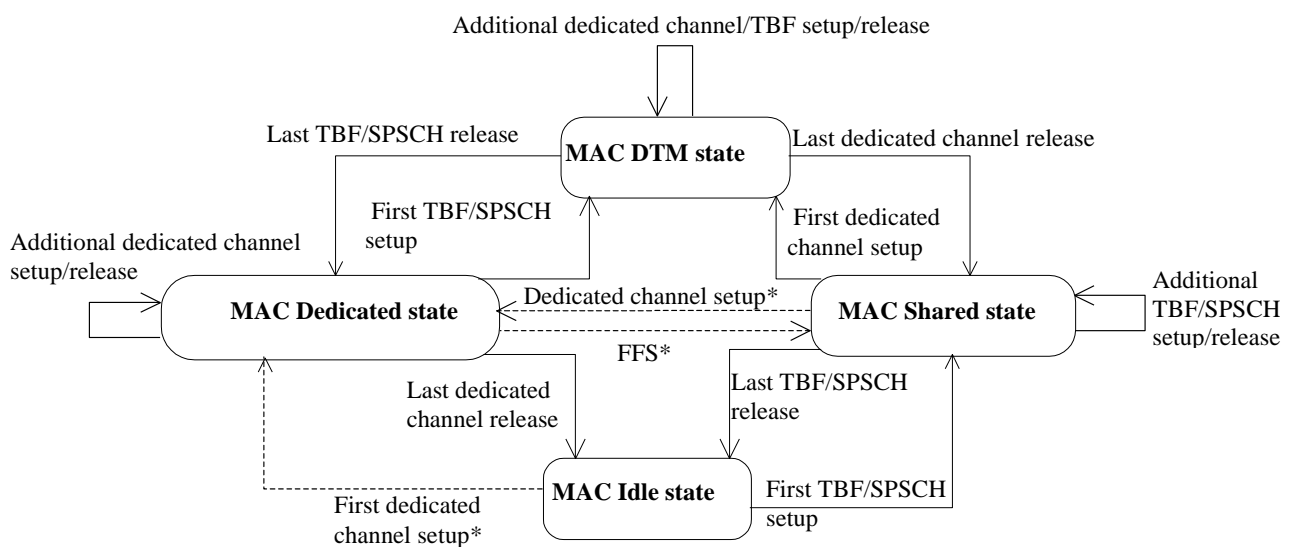 Additional dedicated channel/TBF setup/release
Last TBF/SPSCH release
MAC DTM state
Last dedicated channel release
First TBF/SPSCH
setup
First dedicated
channel setup
Additional dedicated channel
setup/release
MAC Dedicated state
Dedicated channel setup*
FFS*
MAC Shared state
Additional
TBF/SPSCH
setup/release
Last dedicated
channel release
Last TBF/SPSCH
release
MAC Idle state
First dedicated
channel setup*
First TBF/SPSCH
setup